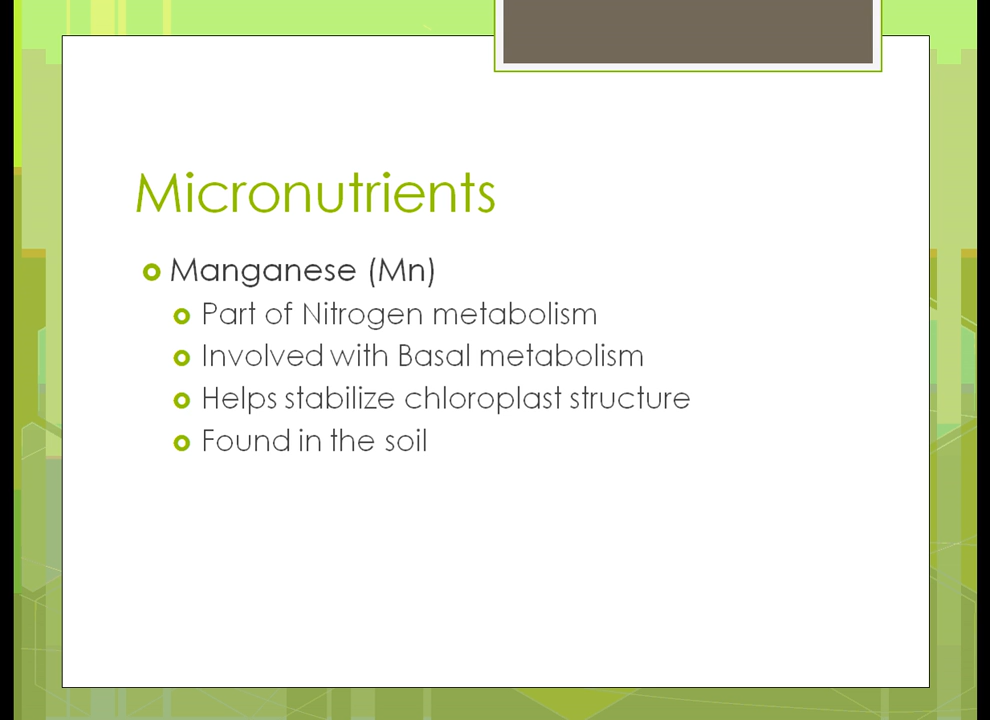 Micronutrients
Manganese (Mn)
Part of Nitrogen metabolism
Involved with Basal metabolism
Helps stabilize chloroplast structure
Found in the soil